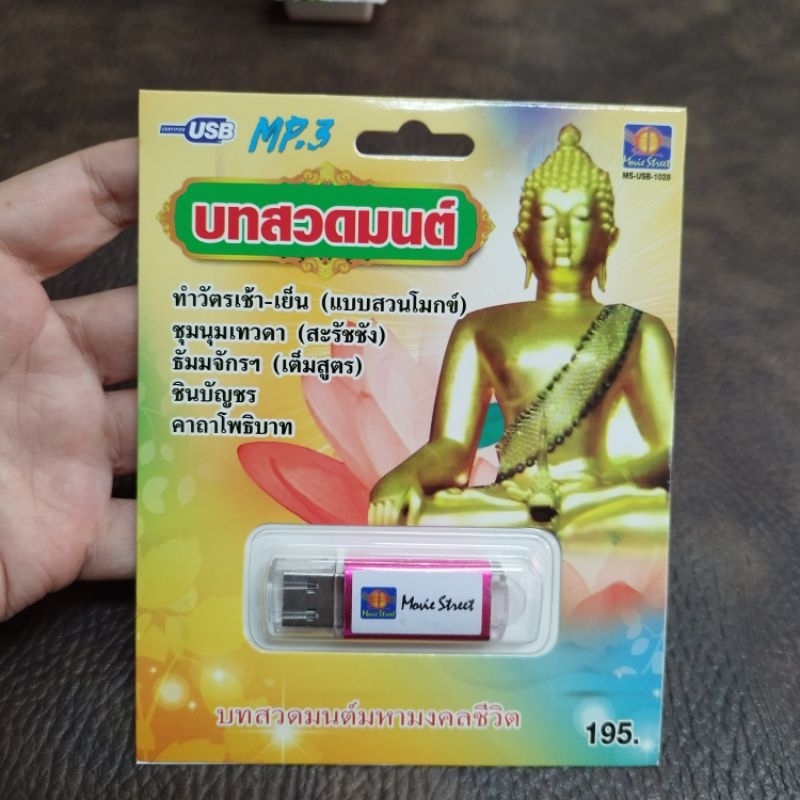 CERTIFIED USB MP.3
Movie Street
MS-USB-1028
บทสวดมนต์
ทำวัตรเช้า-เย็น (แบบสวนโมกข์)
ชุมนุมเทวดา (สะรัชชัง)
ธัมมจักรฯ (เต็มสูตร)
ชินบัญชร
คาถาโพธิบาท
Movie Street Movie Street
บทสวดมนต์มหามงคลชีวิต
195.